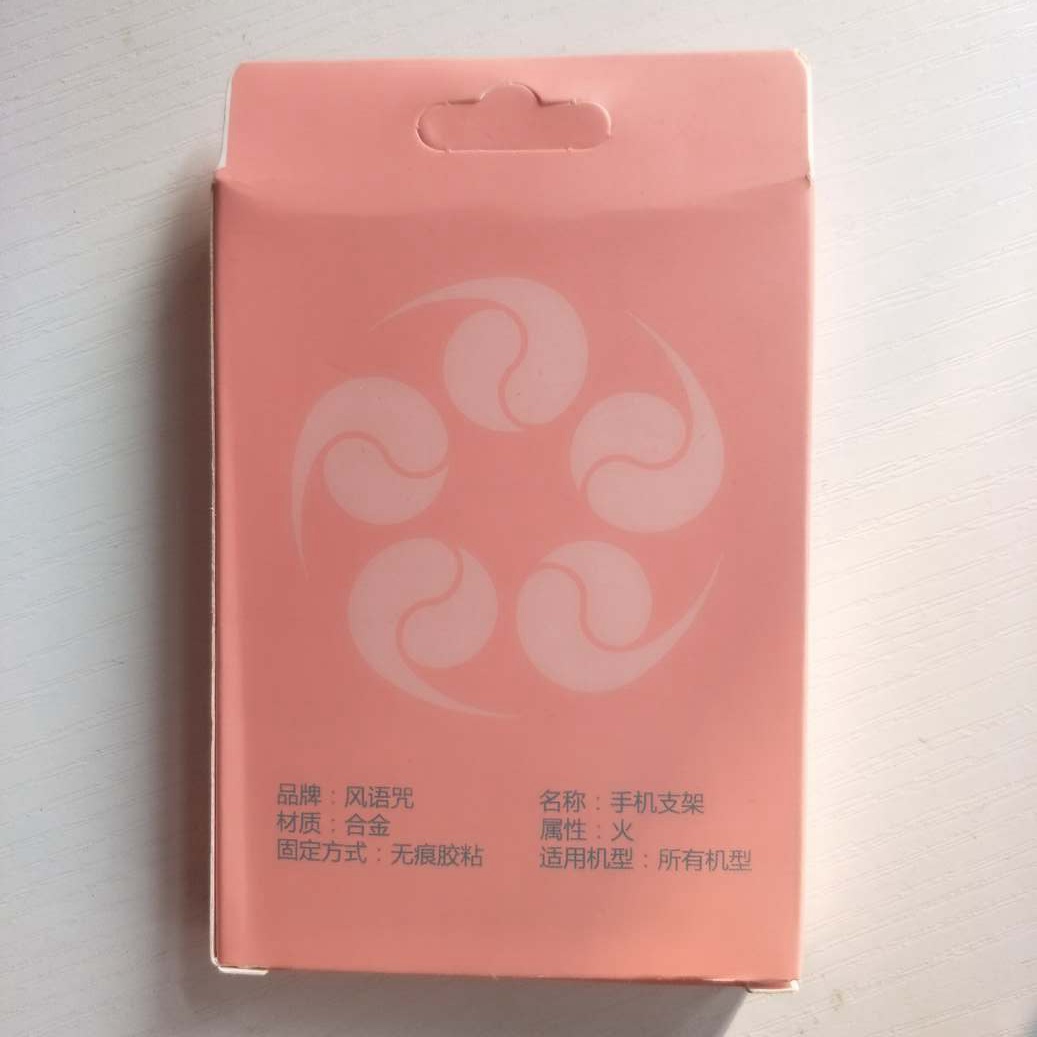 品牌：风语咒
材质：合金
固定方式：无痕胶粘
名称：手机支架
属性：火
适用机型：所有机型